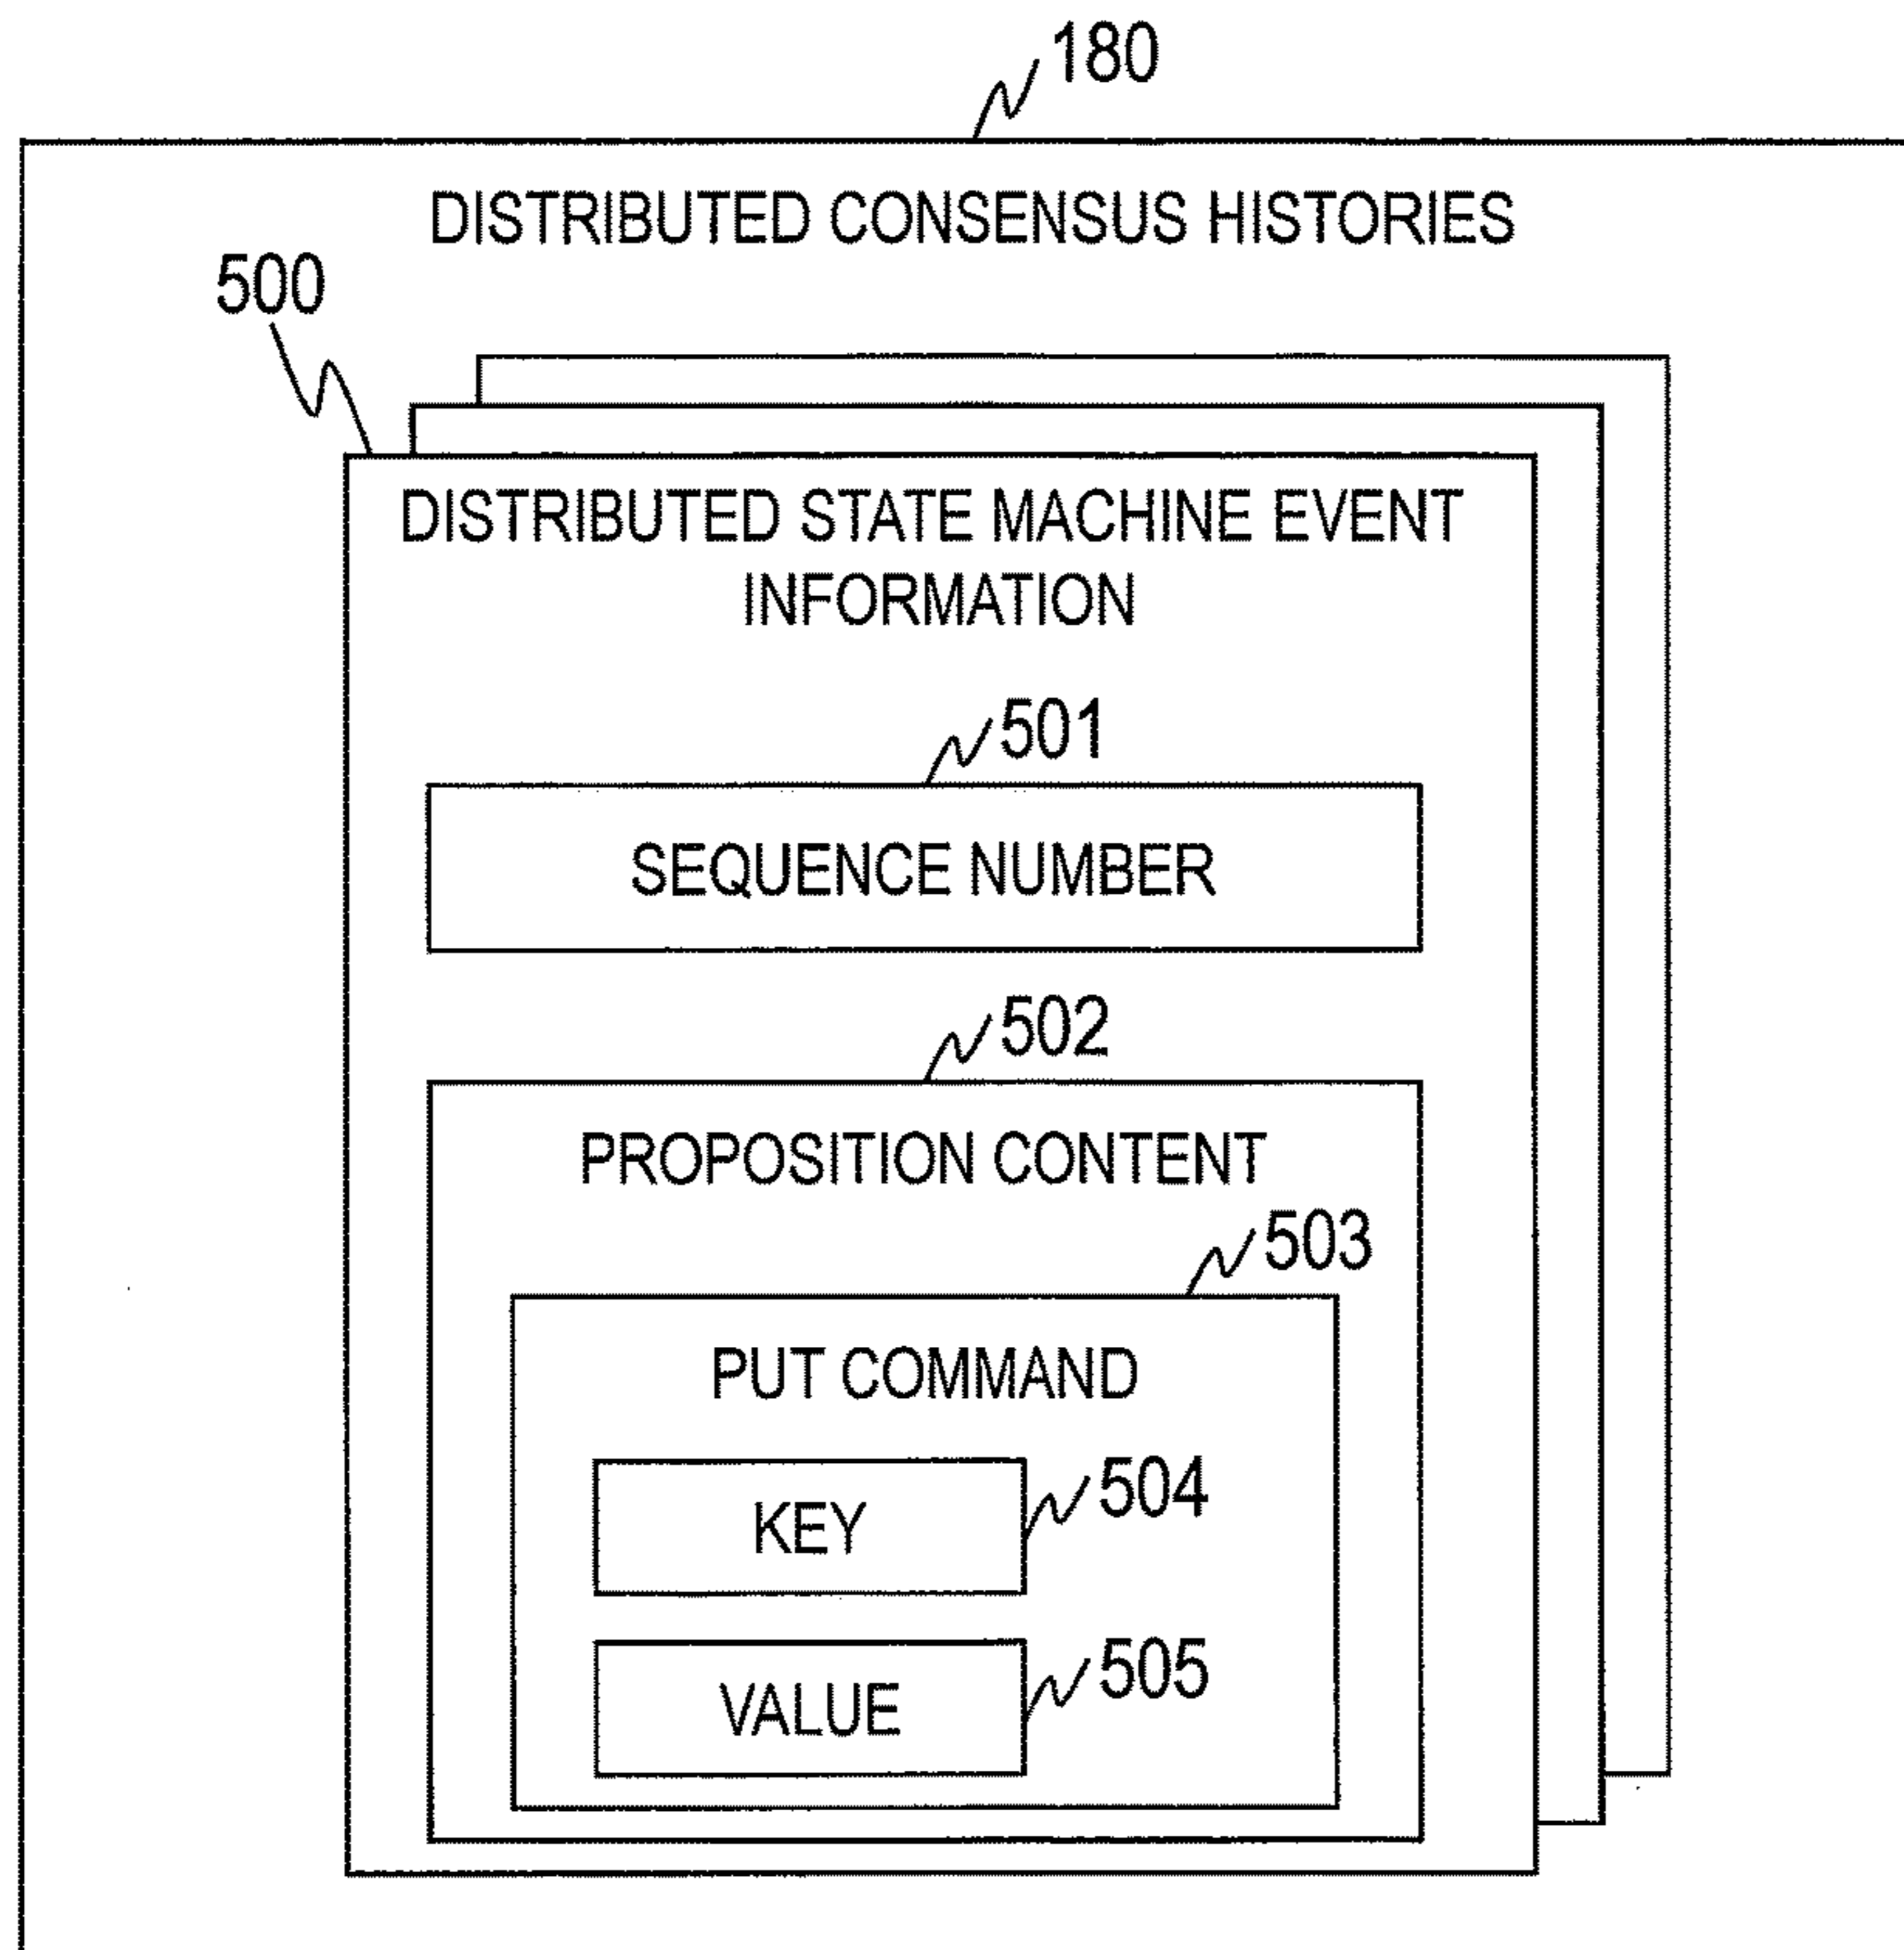 180
DISTRIBUTED CONSENSUS HISTORIES
500
DISTRIBUTED STATE MACHINE EVENT
INFORMATION
501
SEQUENCE NUMBER
502
PROPOSITION CONTENT
503
PUT COMMAND
KEY
504
VALUE
505